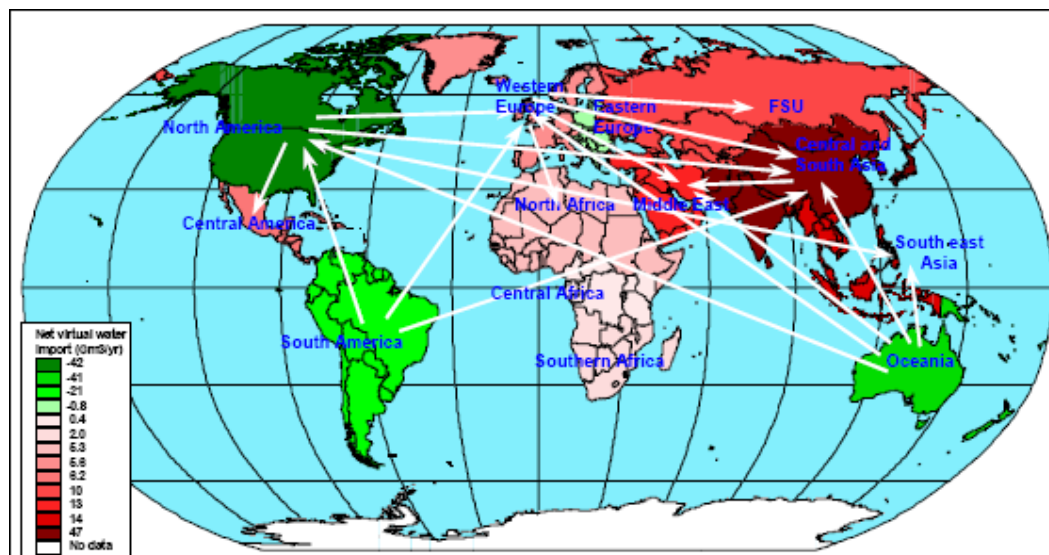 Western
Europe
Eastern
Europe
FSU
North America
Central and
South Asia
North Africa
Middle East
Central America
South east
Asia
Central Africa
South America
Southern Africa
Oceania
Net virtual water
import (Gm3/yr)
-42
-41
-21
-0.8
0.4
2.0
5.3
5.6
6.2
10
13
14
47
No data